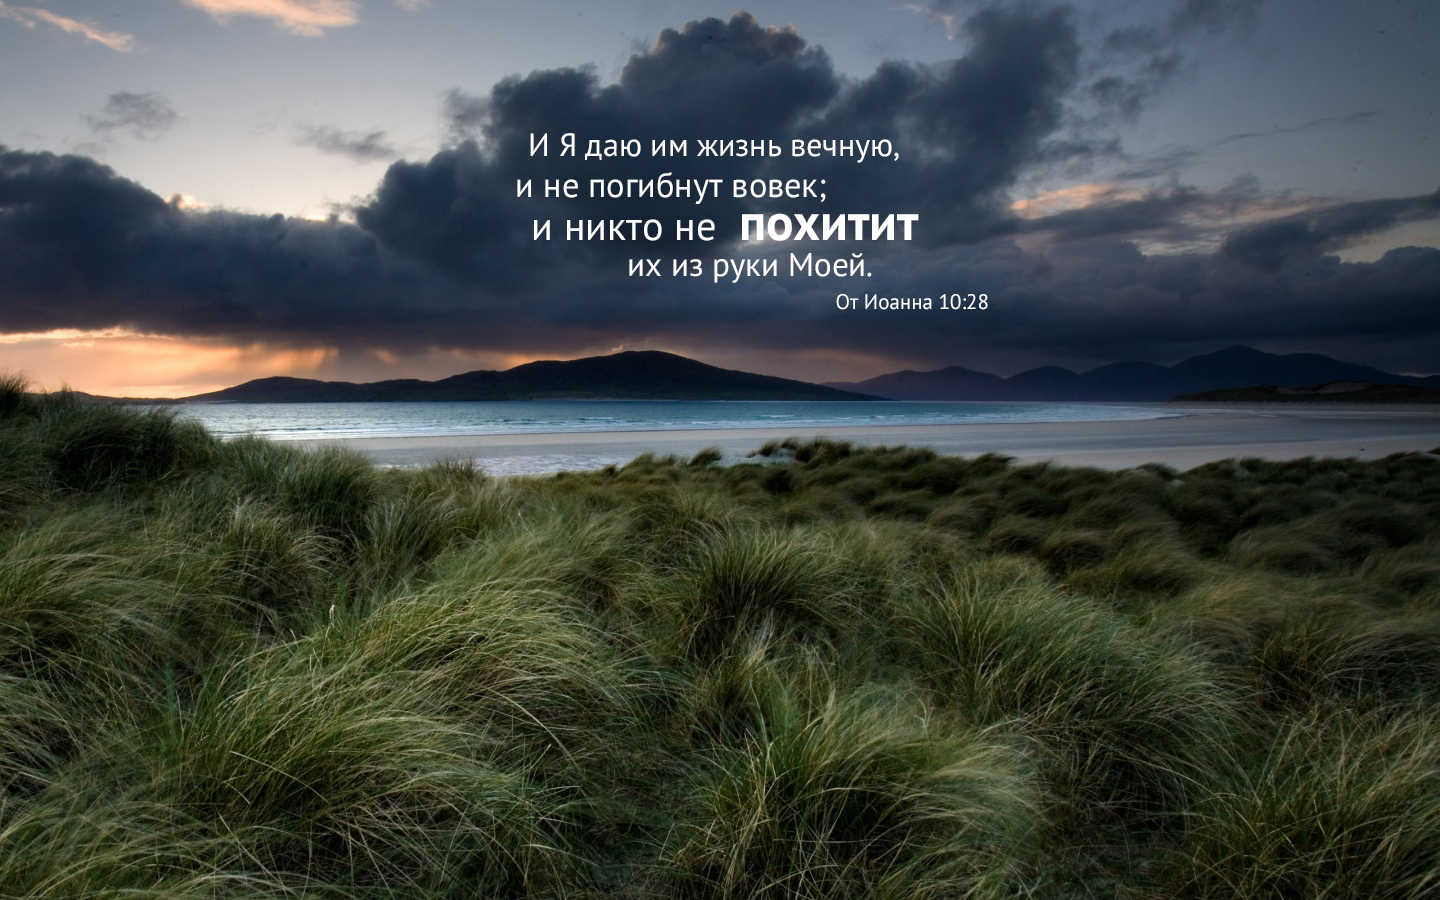 И Я даю им жизнь вечную,
и не погибнут вовек;
и никто не похитит
их из руки Моей.
От Иоанна 10:28